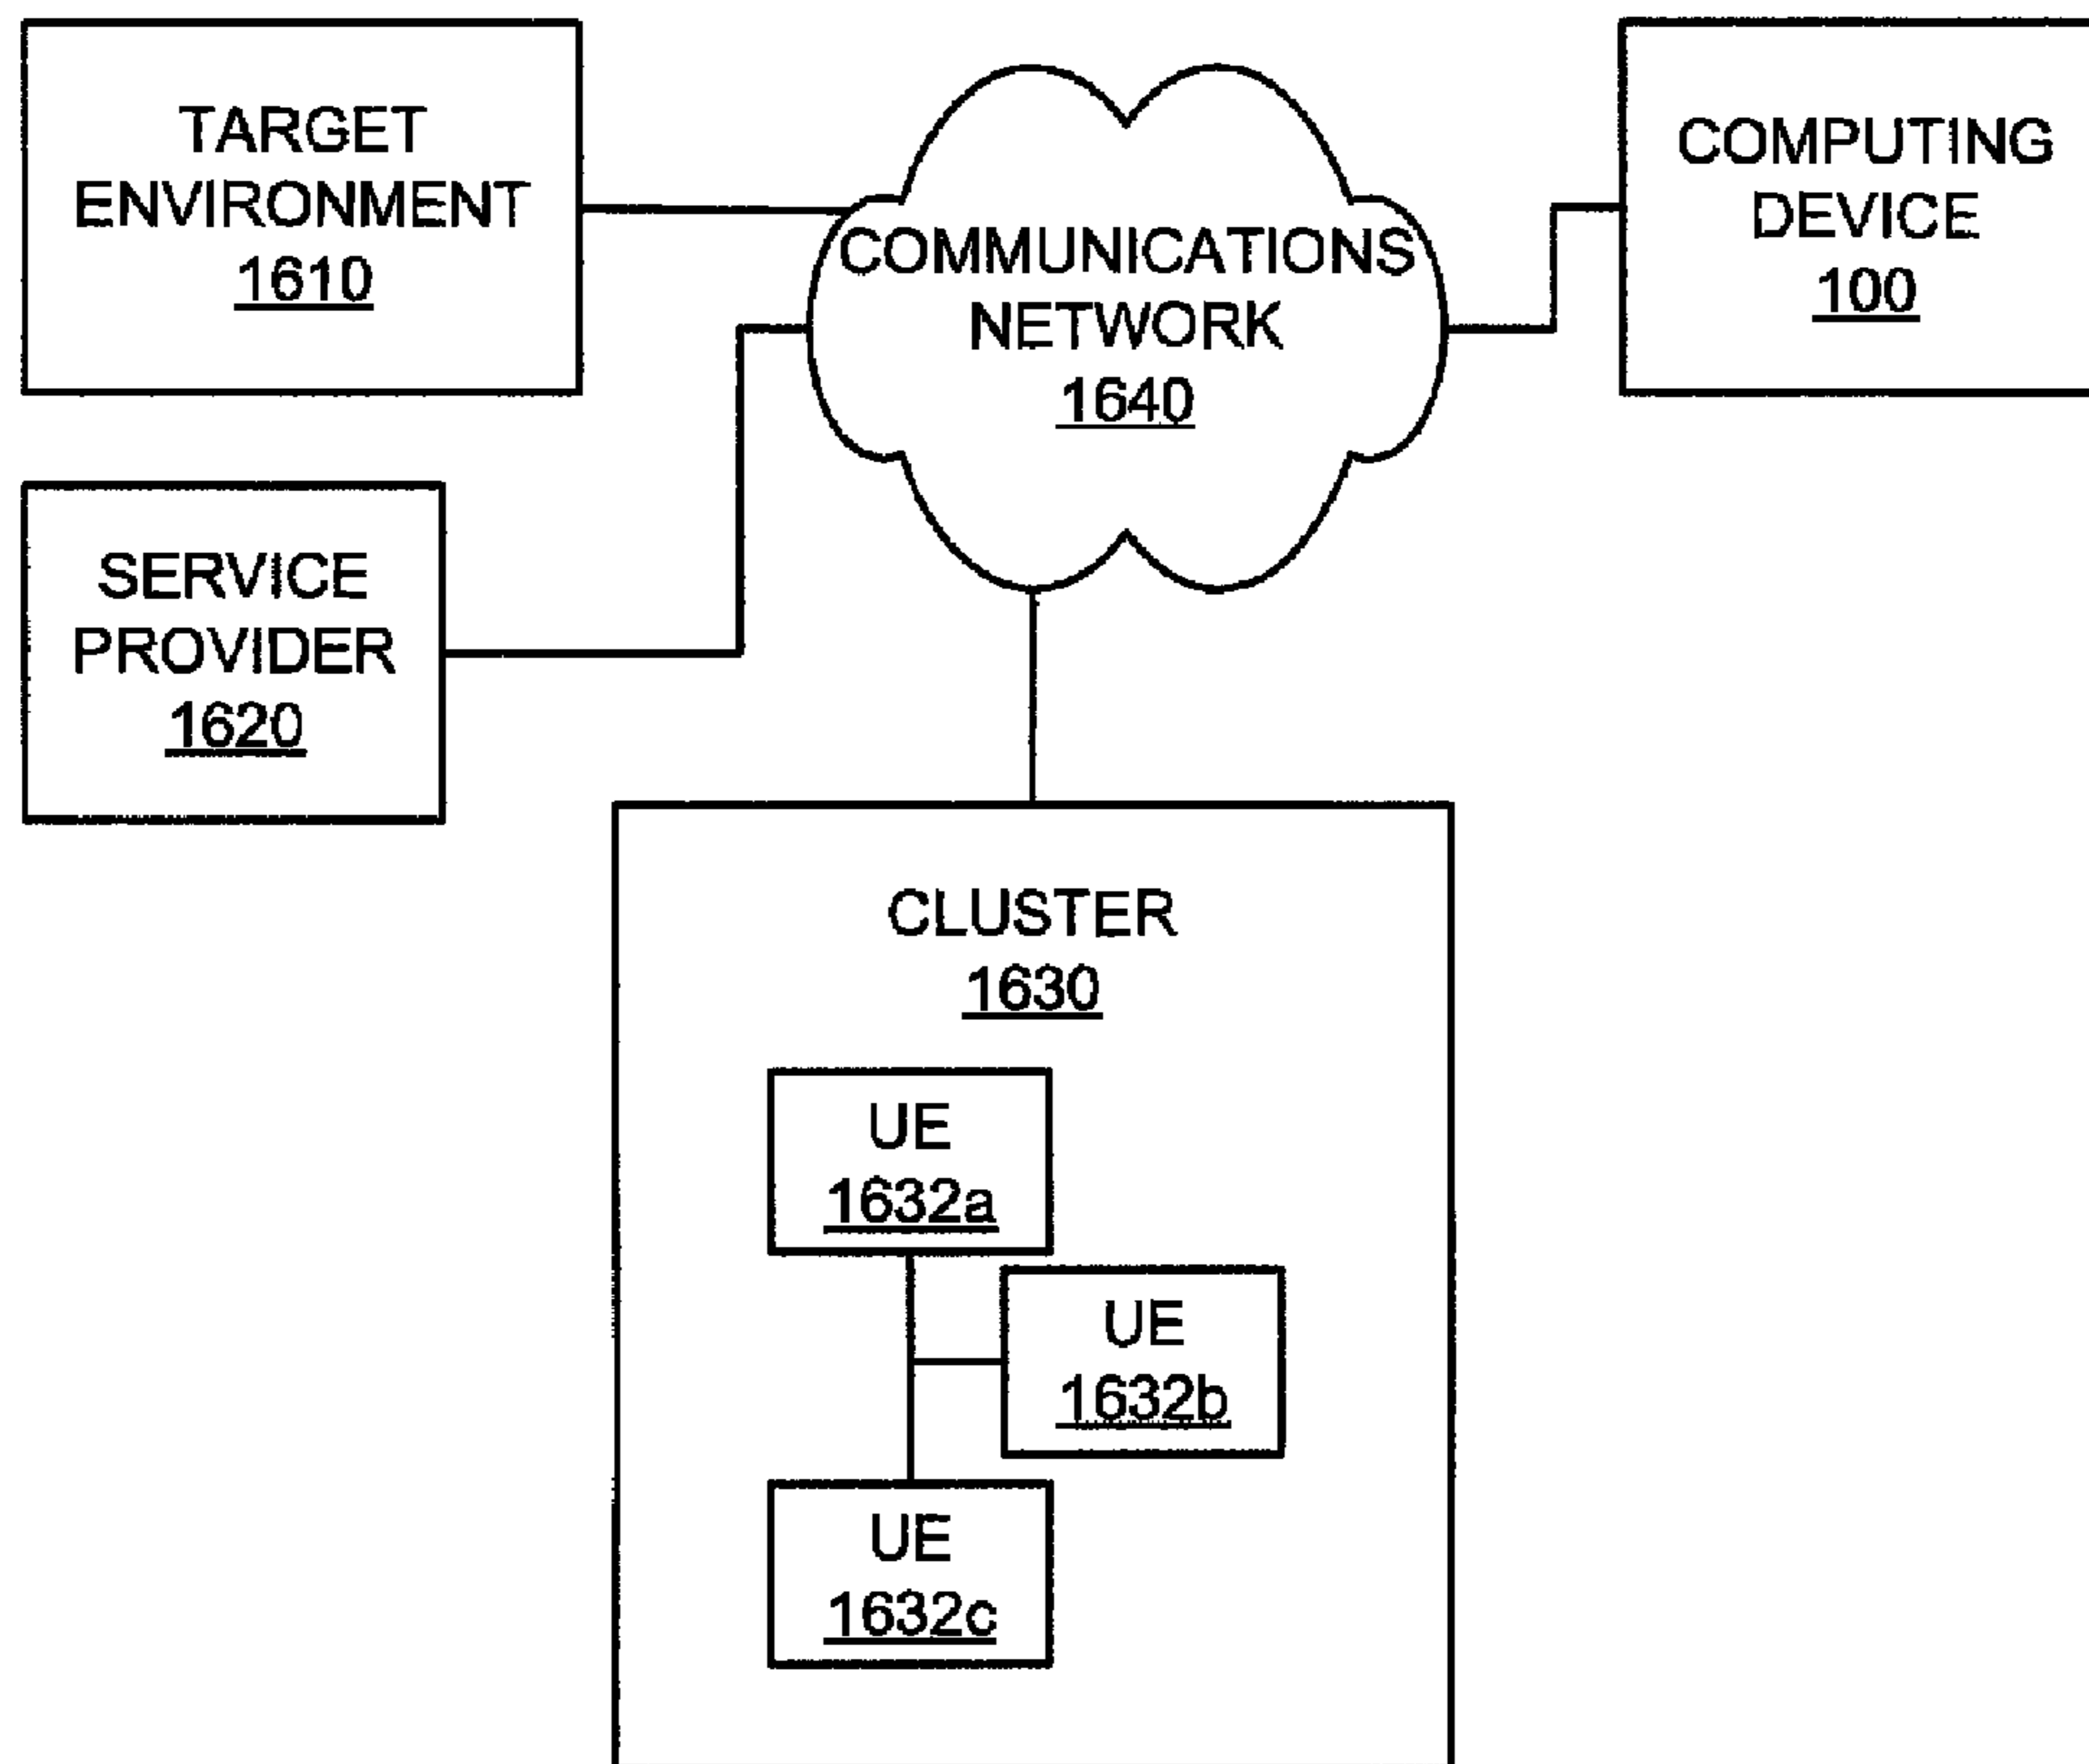 TARGET
ENVIRONMENT
1610
COMMUNICATIONS
NETWORK
1640
COMPUTING
DEVICE
100
SERVICE
PROVIDER
1620
CLUSTER
1630
UE
1632a
UE
1632b
UE
1632c